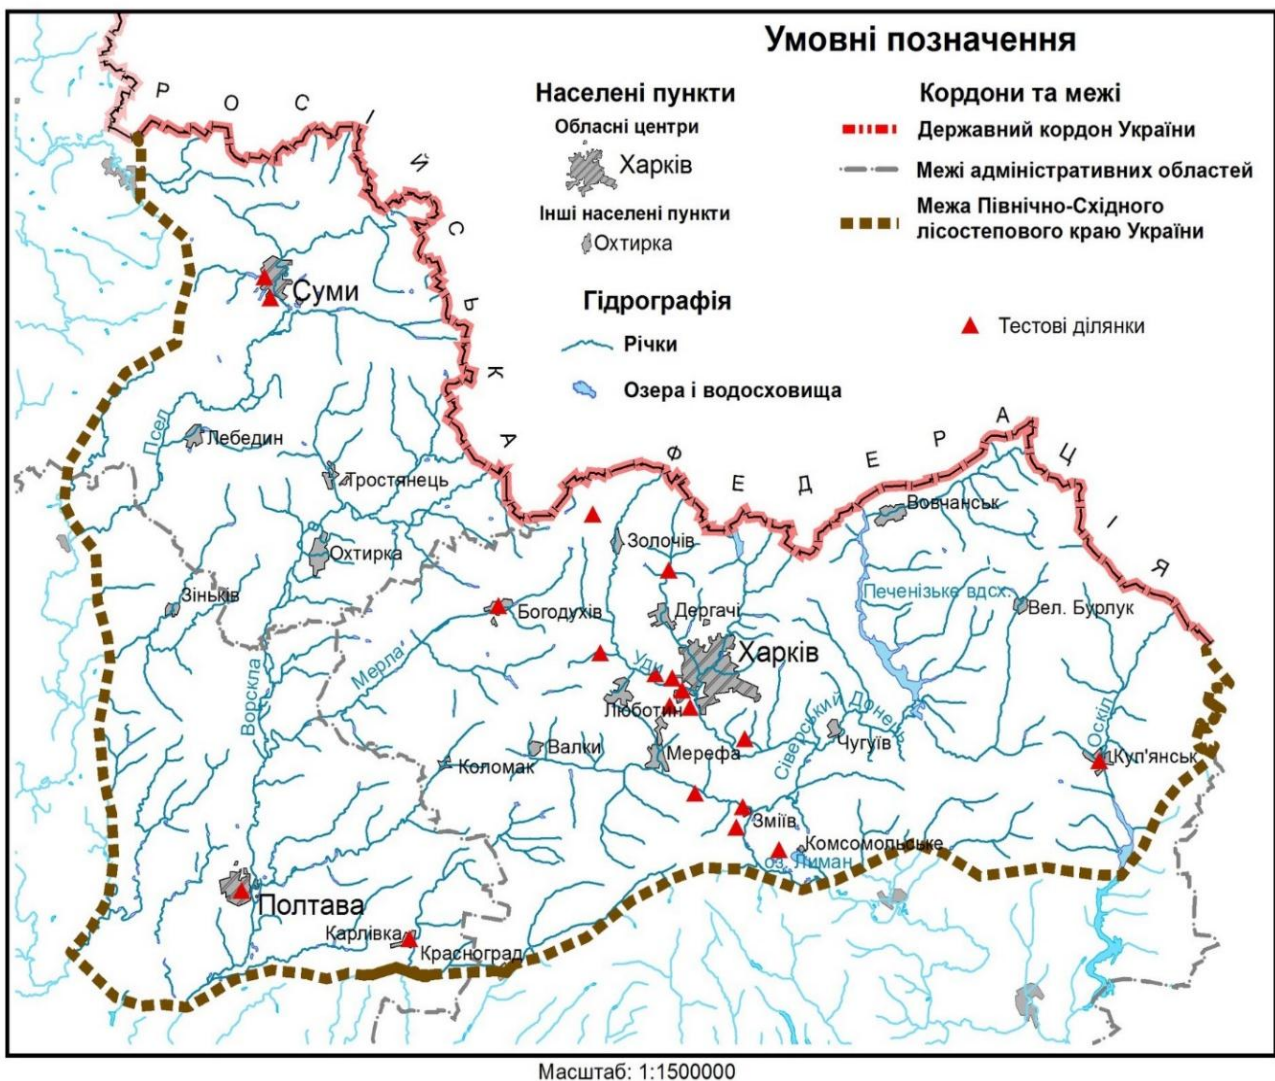 Умовні позначення
Населені пункти
Обласні центри
Харків
Інші населені пункти
Охтирка
Гідрографія
Річки
Озера і водосховища
Кордони та межі
Державний кордон України
Межі адміністративних областей
Межа Північно-Східного
лісостепового краю України
Тестові ділянки
РОСІЙСЬКА ФЕДЕРАЦІЯ
Суми
Псел
Лебедин
Тростянець
Вовчанськ
Золочів
Охтирка
Печенізьке вдсх.
Зіньків
Богодухів
Дергачі
Вел. Бурлук
Ворскла
Мерла
Уди
Харків
Люботин
Сіверський Донець
Оскіл
Валки
Мерефа
Чугуїв
Куп'янськ
Коломак
Зміїв
Комсомольське
оз. Лиман
Полтава
Карлівка
Красноград
Масштаб: 1:1500000